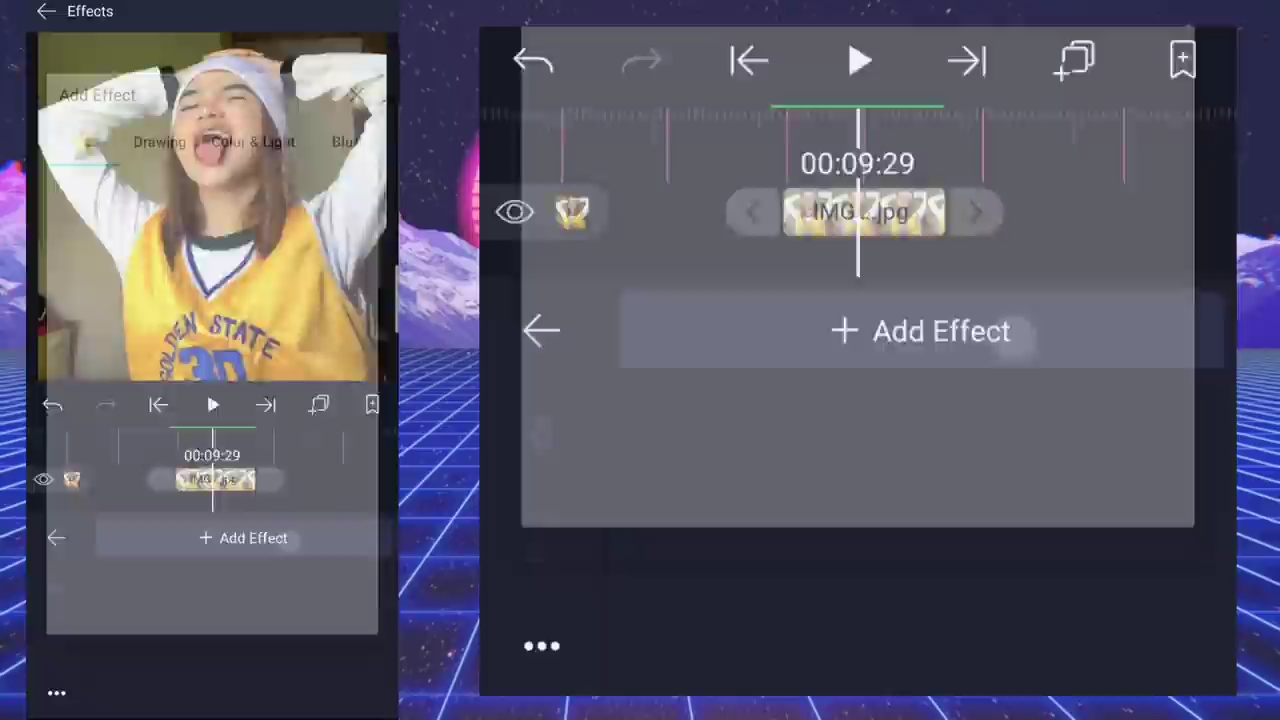 Effects
Add Effect
Drawing Color & Light Blur
GOLDEN STATE
30
00:09:29
IMG...jpg
+ Add Effect
00:09:29
IMG...jpg
+ Add Effect